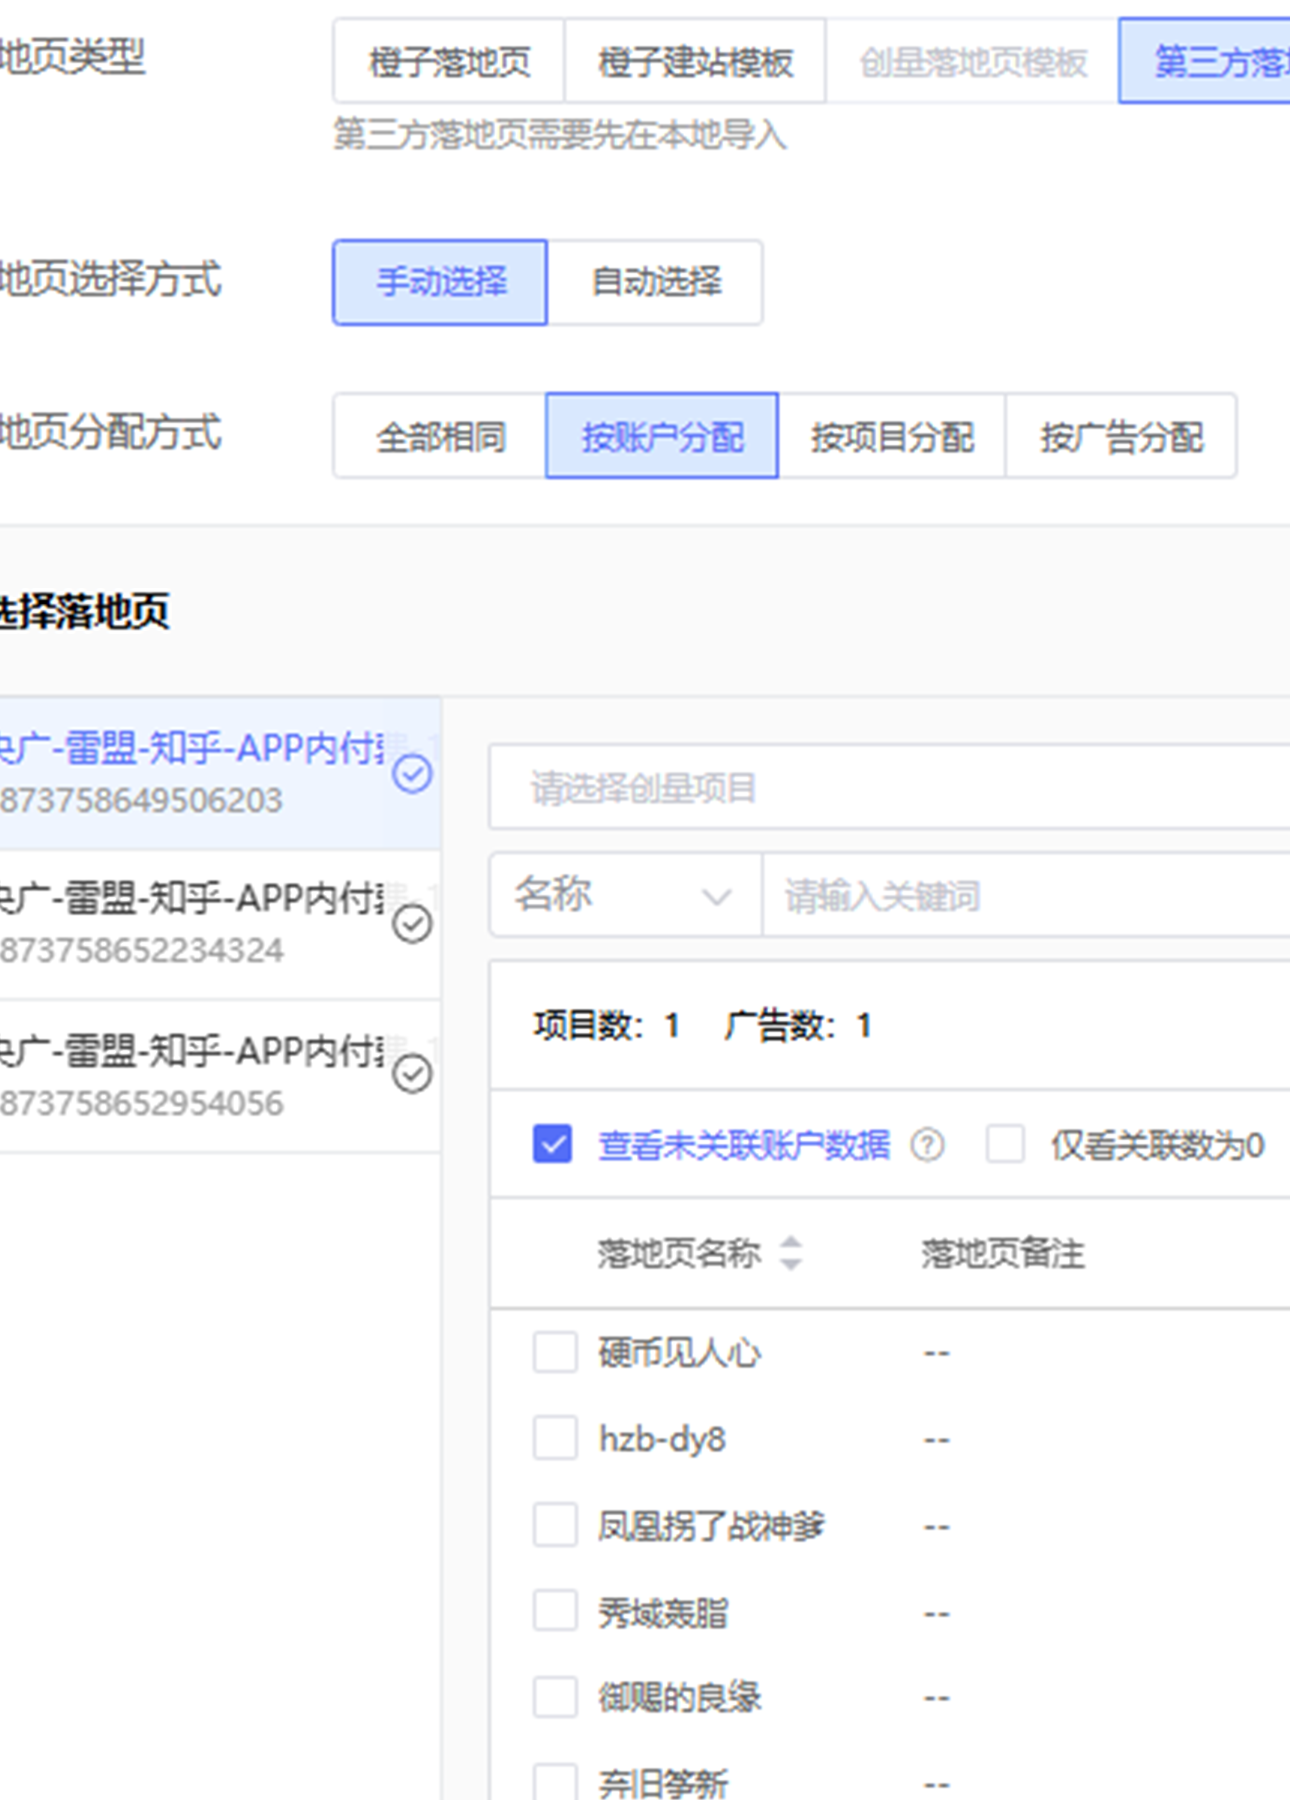 地页类型
橙子落地页 橙子建站模板 创量落地页模板 第三方落
第三方落地页需要先在本地导入
地页选择方式
手动选择 自动选择
地页分配方式
全部相同 按账户分配 按项目分配 按广告分配
选择落地页
央广-雷盟-知乎-APP内付费-1
873758649506203
请选择创量项目
央广-雷盟-知乎-APP内付费-1
873758652234324
名称 请输入关键词
央广-雷盟-知乎-APP内付费-1
873758652954056
项目数：1 广告数：1
查看未关联账户数据 ? 仅看关联数为0
落地页名称 落地页备注
硬币见人心 --
hzb-dy8 --
凤凰拐了战神爹 --
秀域轰脂 --
御赐的良缘 --
弃旧筝新 --